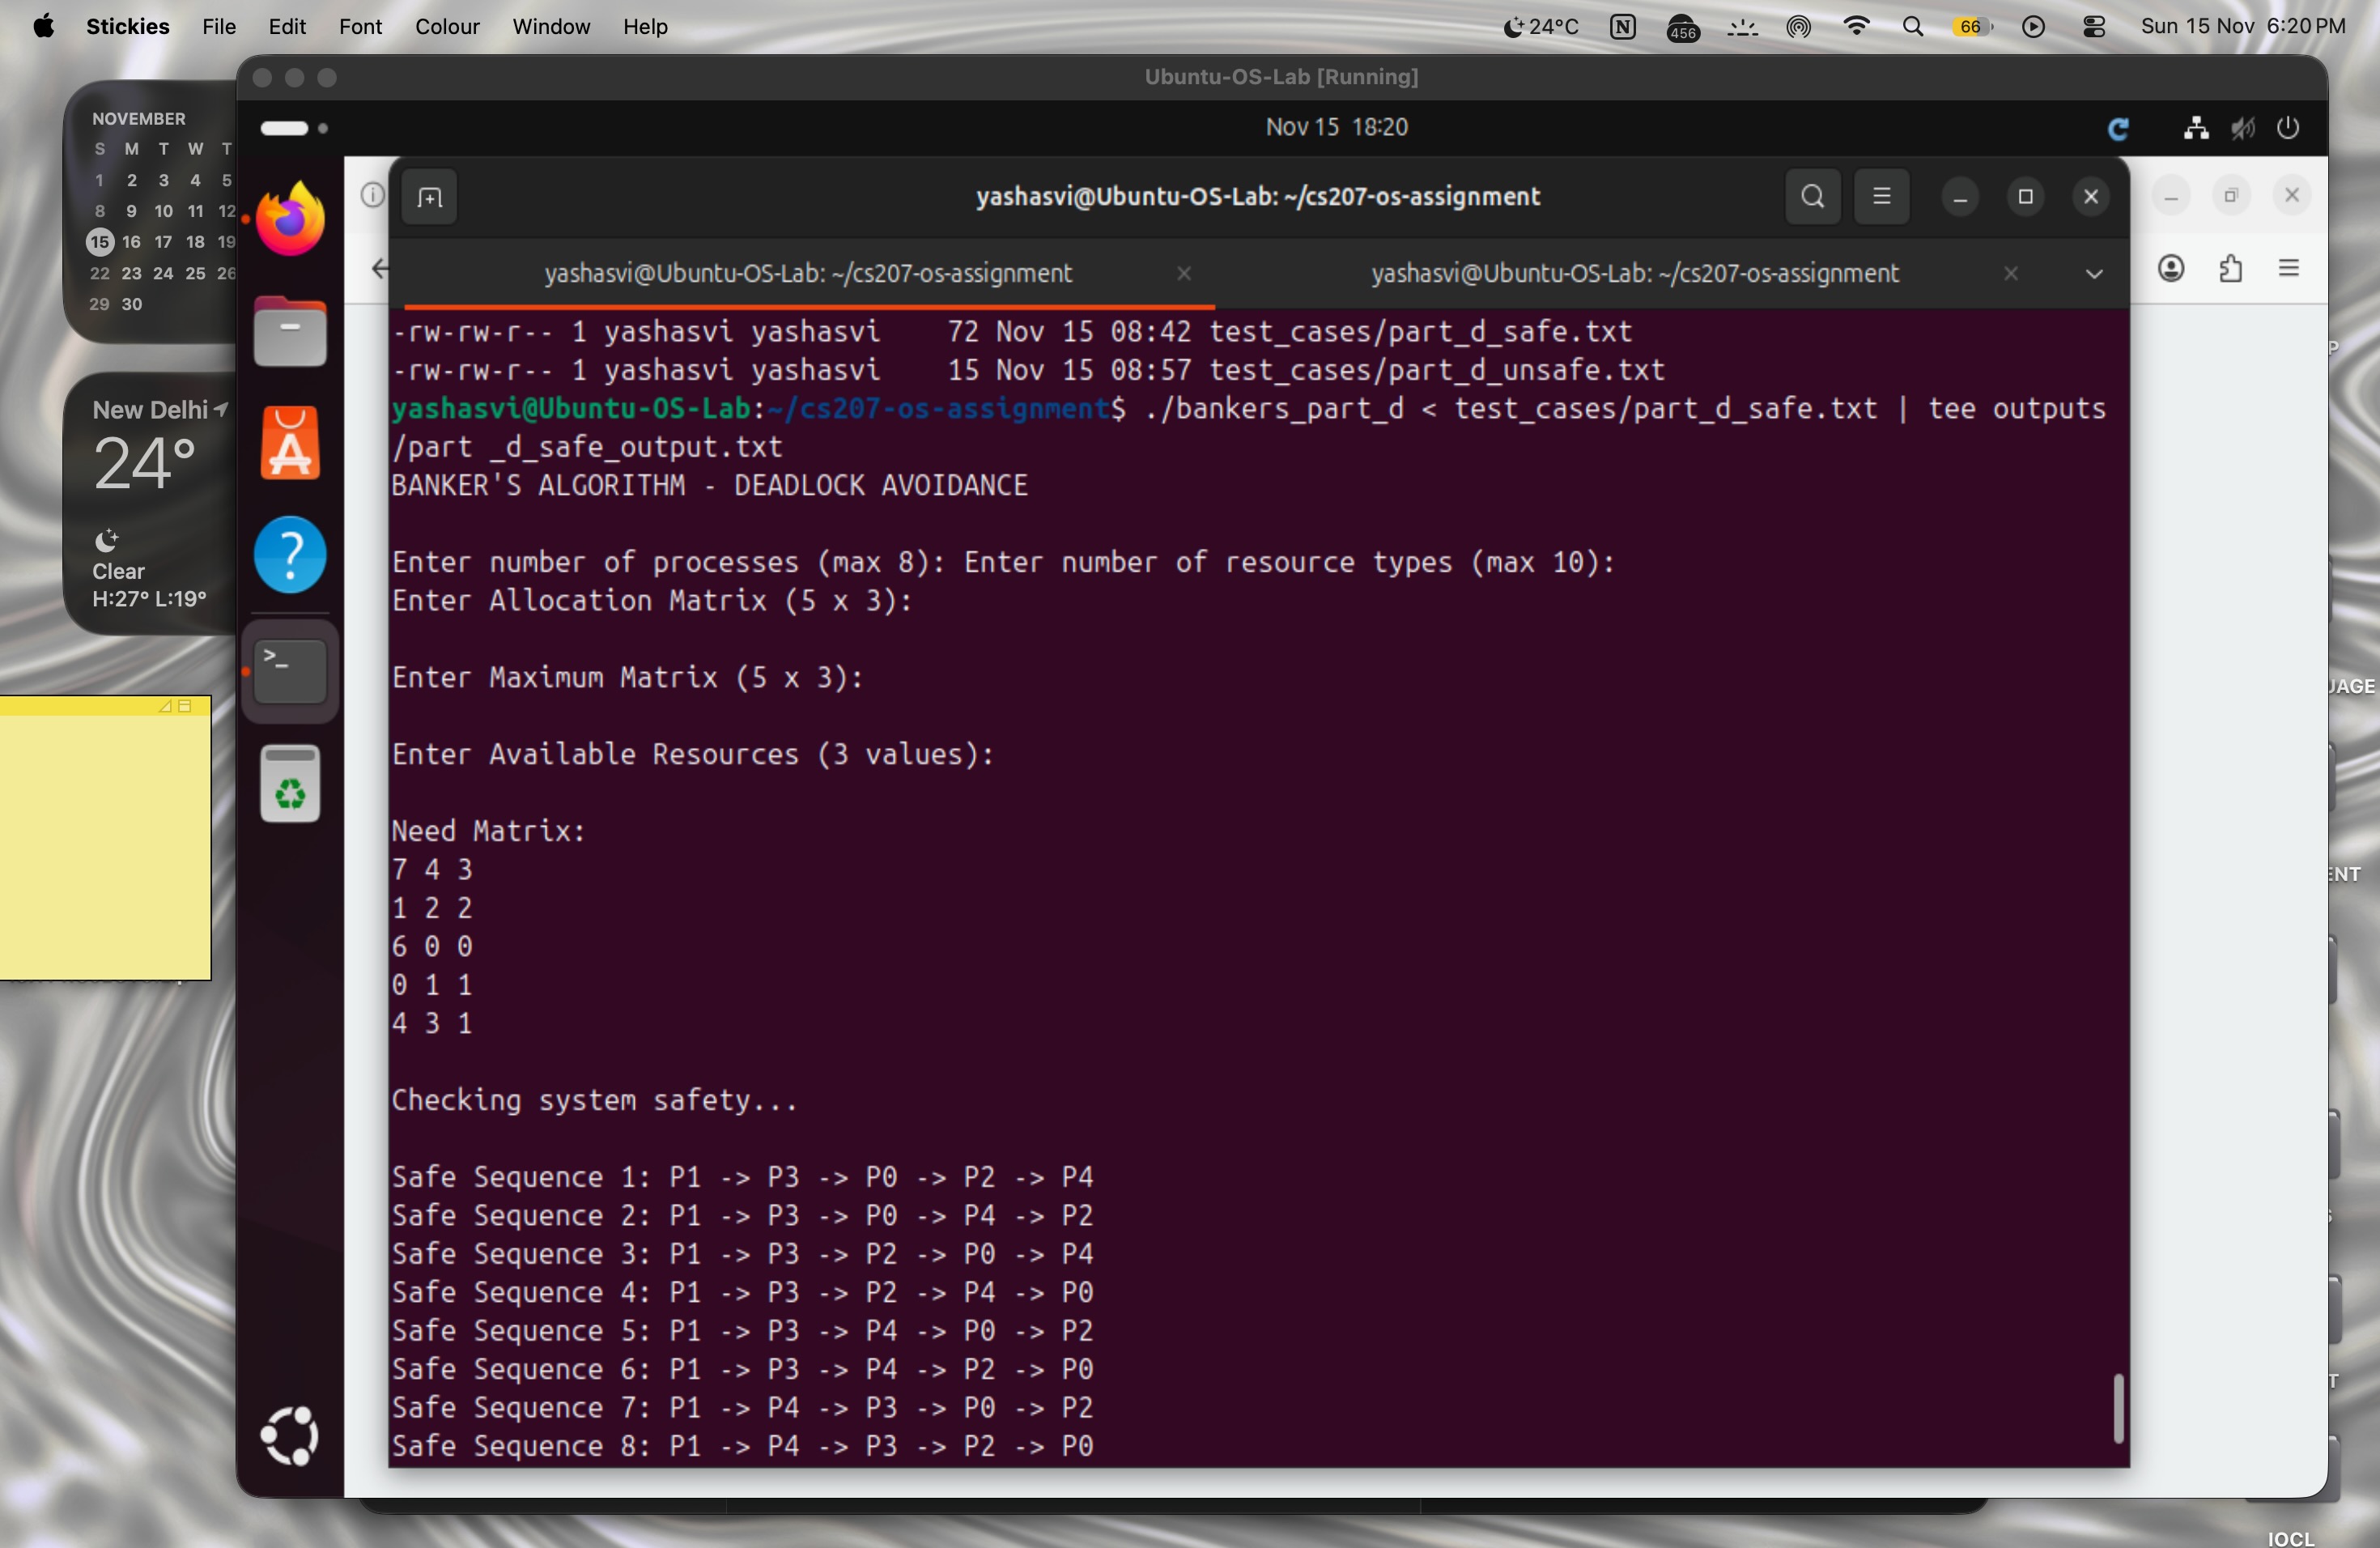 Stickies File Edit Font Colour Window Help 24°C 456 66 Sun 15 Nov 6:20 PM
Ubuntu-OS-Lab [Running]
Nov 15 18:20
NOVEMBER
S M T W T
1 2 3 4 5
8 9 10 11 12
15 16 17 18 19
22 23 24 25 26
29 30
New Delhi
24°
Clear
H:27° L:19°
yashasvi@Ubuntu-OS-Lab: ~/cs207-os-assignment
yashasvi@Ubuntu-OS-Lab: ~/cs207-os-assignment yashasvi@Ubuntu-OS-Lab: ~/cs207-os-assignment
-rw-rw-r-- 1 yashasvi yashasvi    72 Nov 15 08:42 test_cases/part_d_safe.txt
-rw-rw-r-- 1 yashasvi yashasvi    15 Nov 15 08:57 test_cases/part_d_unsafe.txt
yashasvi@Ubuntu-OS-Lab:~/cs207-os-assignment$ ./bankers_part_d < test_cases/part_d_safe.txt | tee outputs
/part _d_safe_output.txt
BANKER'S ALGORITHM - DEADLOCK AVOIDANCE
Enter number of processes (max 8): Enter number of resource types (max 10):
Enter Allocation Matrix (5 x 3):
Enter Maximum Matrix (5 x 3):
Enter Available Resources (3 values):
Need Matrix:
7 4 3
1 2 2
6 0 0
0 1 1
4 3 1
Checking system safety...
Safe Sequence 1: P1 -> P3 -> P0 -> P2 -> P4
Safe Sequence 2: P1 -> P3 -> P0 -> P4 -> P2
Safe Sequence 3: P1 -> P3 -> P2 -> P0 -> P4
Safe Sequence 4: P1 -> P3 -> P2 -> P4 -> P0
Safe Sequence 5: P1 -> P3 -> P4 -> P0 -> P2
Safe Sequence 6: P1 -> P3 -> P4 -> P2 -> P0
Safe Sequence 7: P1 -> P4 -> P3 -> P0 -> P2
Safe Sequence 8: P1 -> P4 -> P3 -> P2 -> P0
IOCL